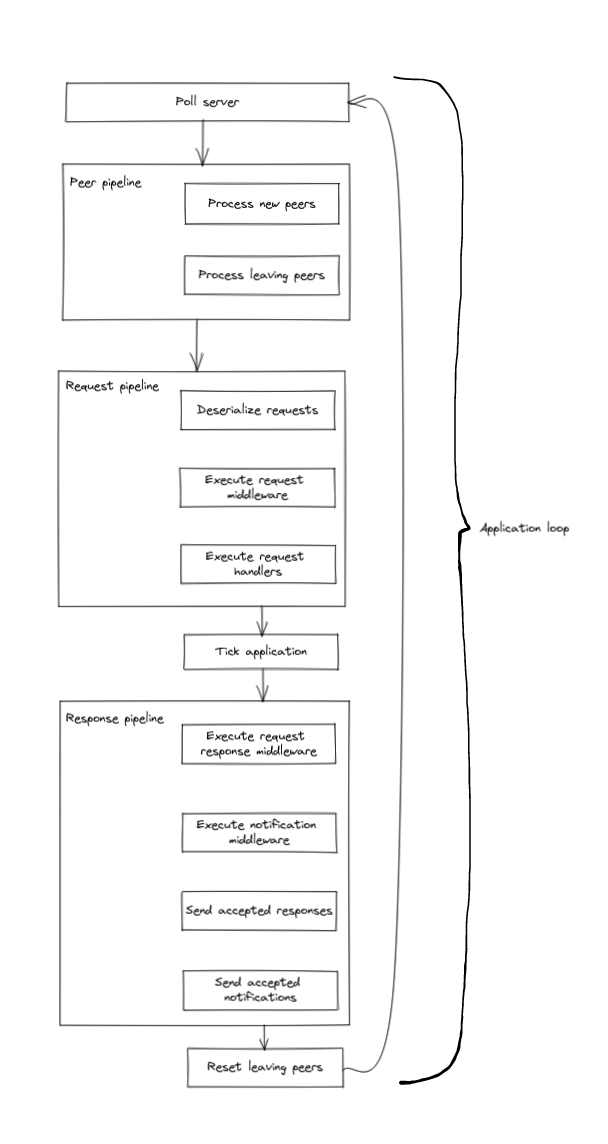 Poll server
Peer pipeline
Process new peers
Process leaving peers
Request pipeline
Deserialize requests
Execute request
middleware
Execute request
handlers
Application loop
Tick application
Response pipeline
Execute request
response middleware
Execute notification
middleware
Send accepted responses
Send accepted
notifications
Reset leaving peers